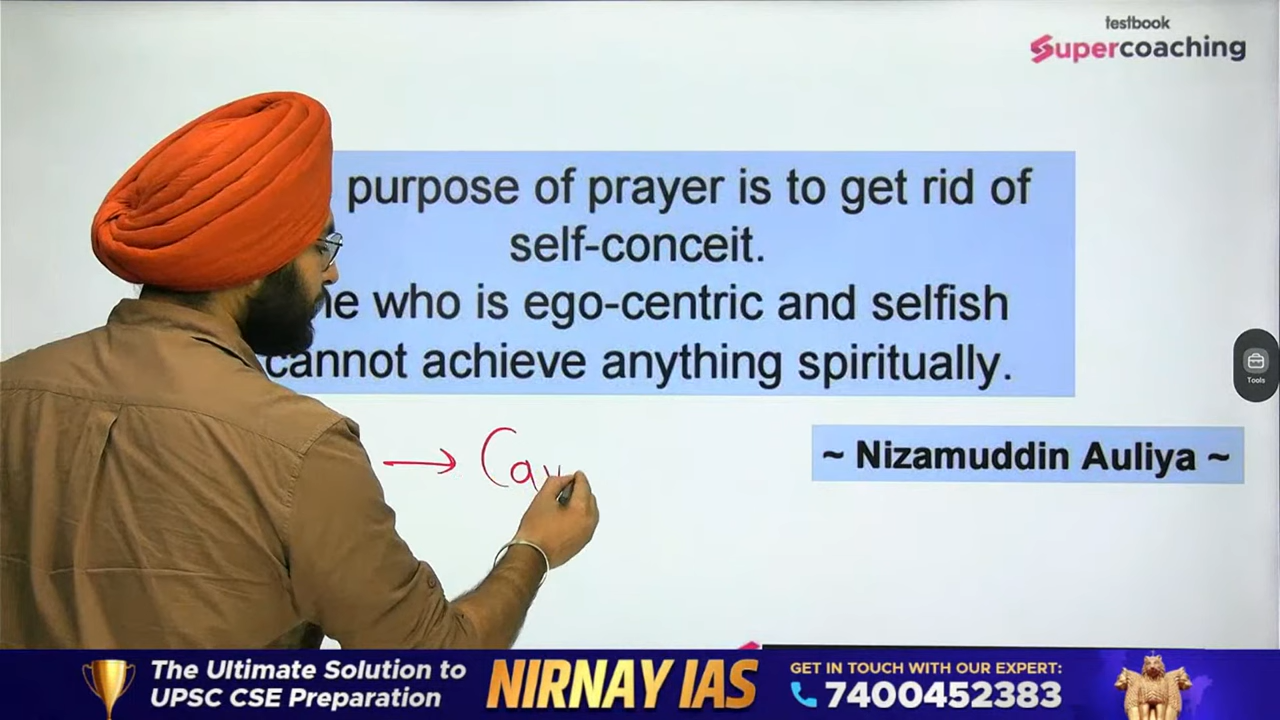 testbook
Supercoaching
purpose of prayer is to get rid of
self-conceit.
who is ego-centric and selfish
cannot achieve anything spiritually.
~ Nizamuddin Auliya ~
Tools
The Ultimate Solution to
UPSC CSE Preparation
NIRNAY IAS
GET IN TOUCH WITH OUR EXPERT:
7400452383